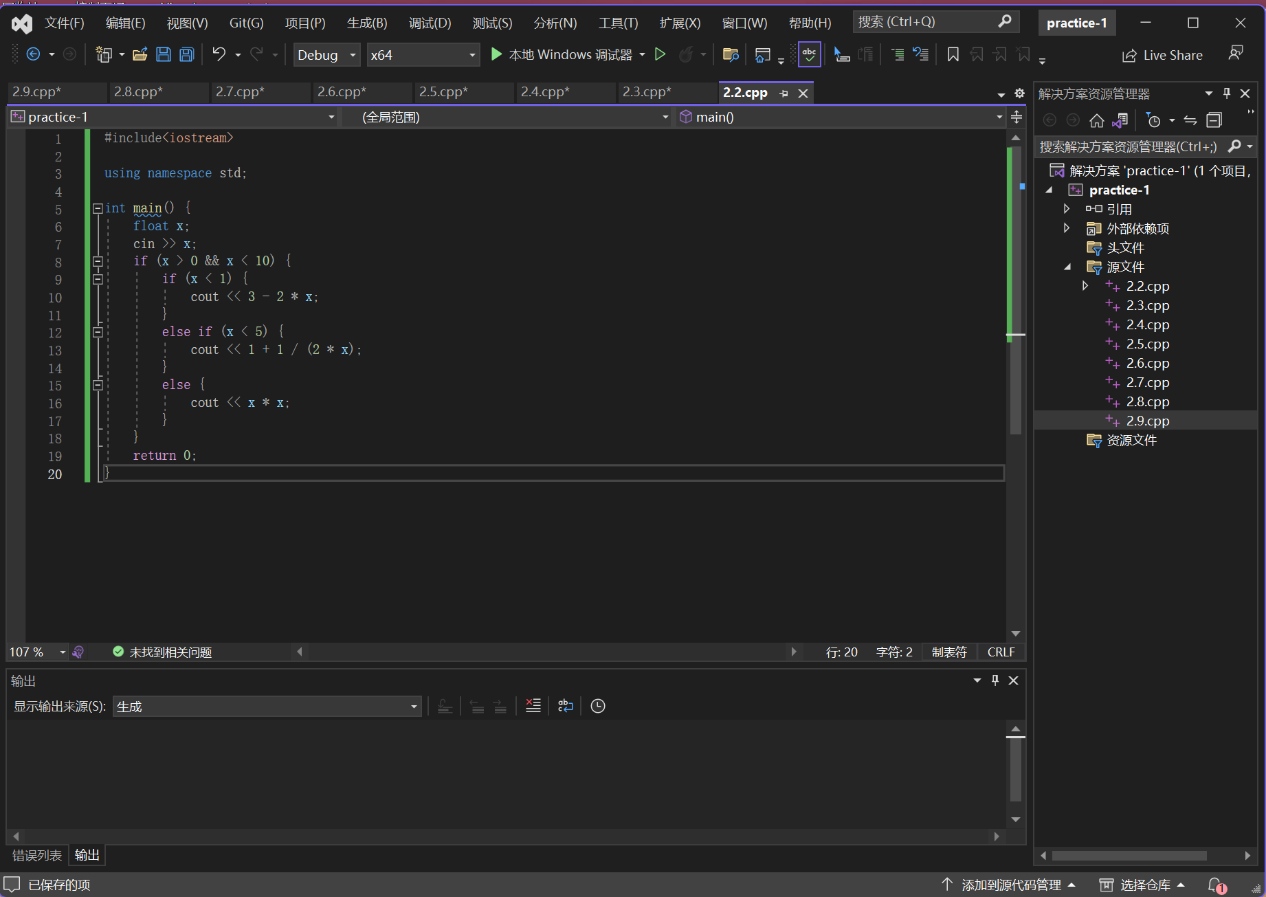 文件(F) 编辑(E) 视图(V) Git(G) 项目(P) 生成(B) 调试(D) 测试(S) 分析(N) 工具(T) 扩展(X) 窗口(W) 帮助(H) 搜索 (Ctrl+Q) practice-1
Debug x64 本地 Windows 调试器 Live Share
2.9.cpp* 2.8.cpp* 2.7.cpp* 2.6.cpp* 2.5.cpp* 2.4.cpp* 2.3.cpp* 2.2.cpp
practice-1 (全局范围) main()
1 #include<iostream>
2
3 using namespace std;
4
5 int main() {
6 float x;
7 cin >> x;
8 if (x > 0 && x < 10) {
9 if (x < 1) {
10 cout << 3 - 2 * x;
11 }
12 else if (x < 5) {
13 cout << 1 + 1 / (2 * x);
14 }
15 else {
16 cout << x * x;
17 }
18 }
19 return 0;
20 }
107 % 未找到相关问题 行: 20 字符: 2 制表符 CRLF
输出
显示输出来源(S): 生成
错误列表 输出
解决方案资源管理器
搜索解决方案资源管理器(Ctrl+;)
解决方案 'practice-1' (1 个项目,
practice-1
引用
外部依赖项
头文件
源文件
2.2.cpp
2.3.cpp
2.4.cpp
2.5.cpp
2.6.cpp
2.7.cpp
2.8.cpp
2.9.cpp
资源文件
已保存的项 添加到源代码管理 选择仓库 1